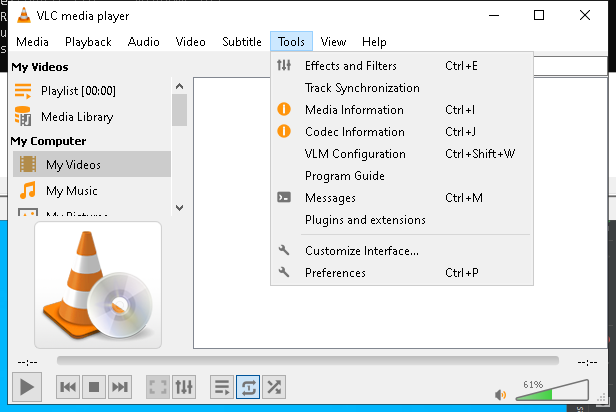 VLC media player
Media Playback Audio Video Subtitle Tools View Help
My Videos
Playlist [00:00]
Media Library
My Computer
My Videos
My Music
My Pictures
Effects and Filters Ctrl+E
Track Synchronization
Media Information Ctrl+I
Codec Information Ctrl+J
VLM Configuration Ctrl+Shift+W
Program Guide
Messages Ctrl+M
Plugins and extensions
Customize Interface...
Preferences Ctrl+P
--:-- --:--
61%